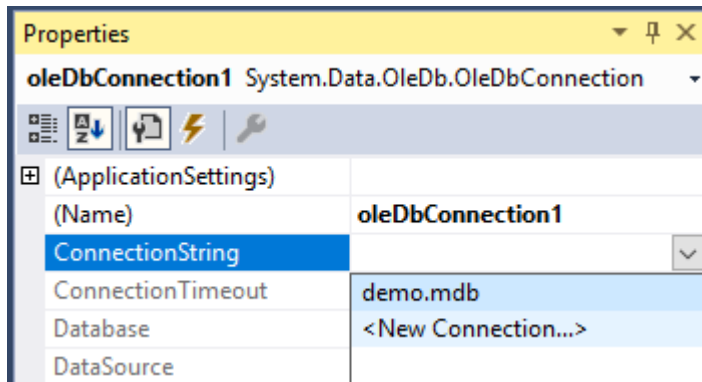 Properties
oleDbConnection1 System.Data.OleDb.OleDbConnection
(ApplicationSettings)
(Name) oleDbConnection1
ConnectionString
ConnectionTimeout demo.mdb
Database <New Connection...>
DataSource